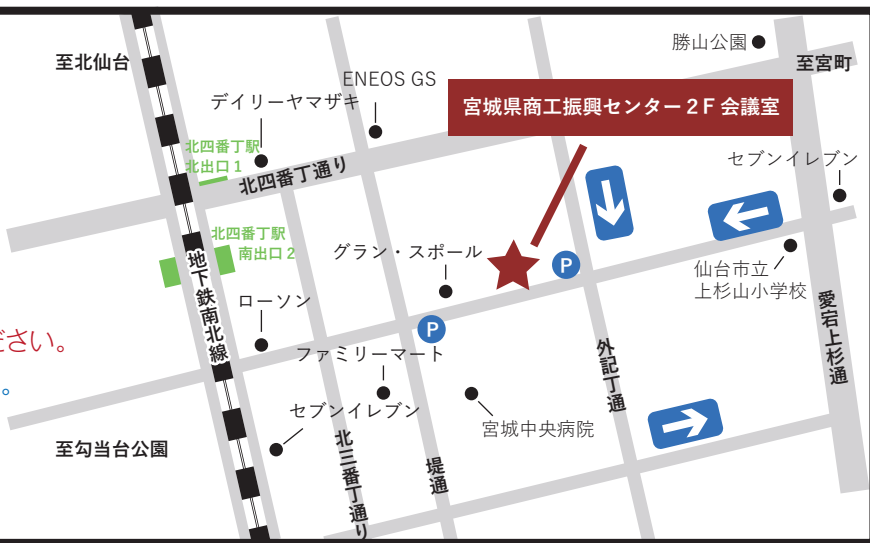 勝山公園
至北仙台
至宮町
ENEOS GS
デイリーヤマザキ
宮城県商工振興センター2F 会議室
北四番丁駅
北出口1
セブンイレブン
北四番丁通り
北四番丁駅
南出口2
グラン・スポール
P
仙台市立
上杉山小学校
地下鉄南北線
ローソン
愛宕上杉通
P
ださい。
ファミリーマート
外記丁通
。
セブンイレブン
宮城中央病院
至勾当台公園
北三番丁通り
堤通